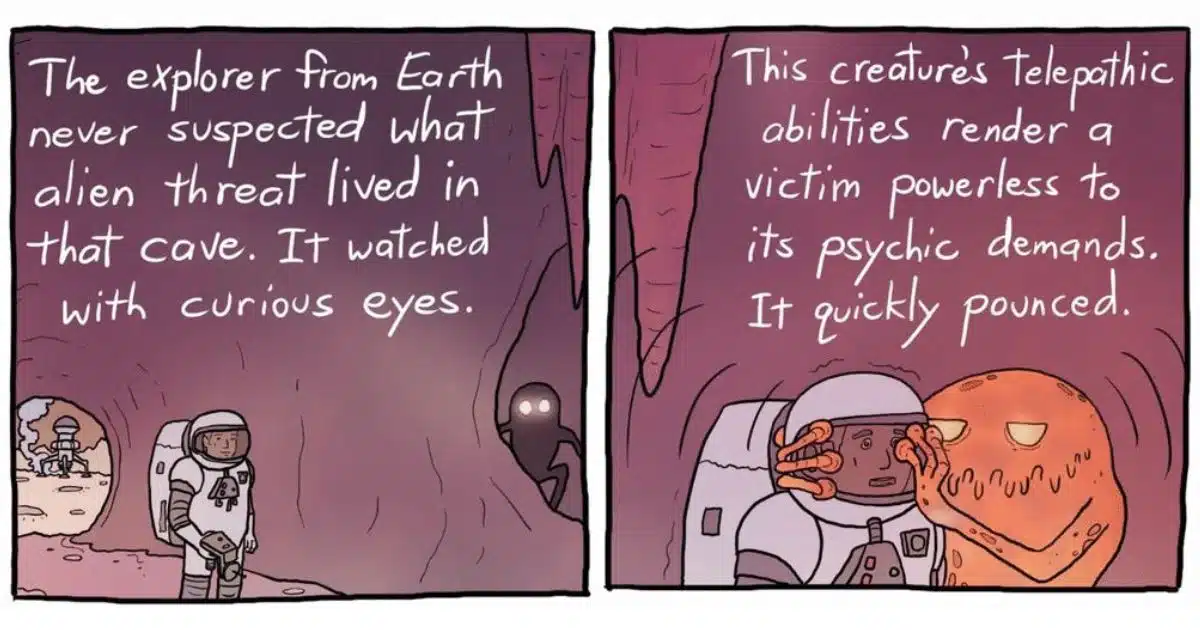 The explorer from Earth
never suspected what
alien threat lived in
that cave. It watched
with curious eyes.
This creature's telepathic
abilities render a
victim powerless to
its psychic demands.
It quickly pounced.